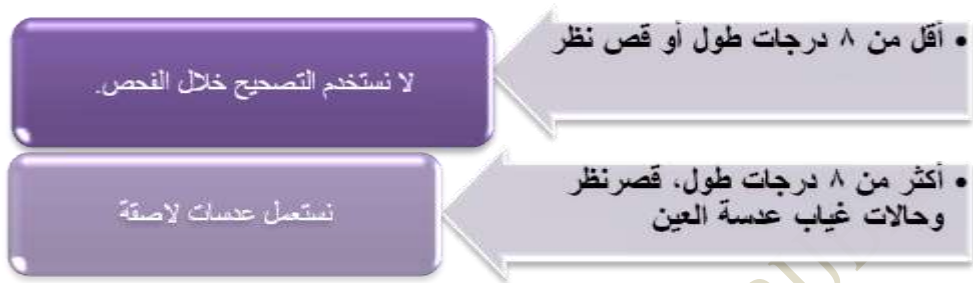 • أقل من ٨ درجات طول أو قص نظر
لا نستخدم التصحيح خلال الفحص.
• أكثر من ٨ درجات طول، قصرنظر
وحالات غياب عدسة العين
نستعمل عدسات لاصقة